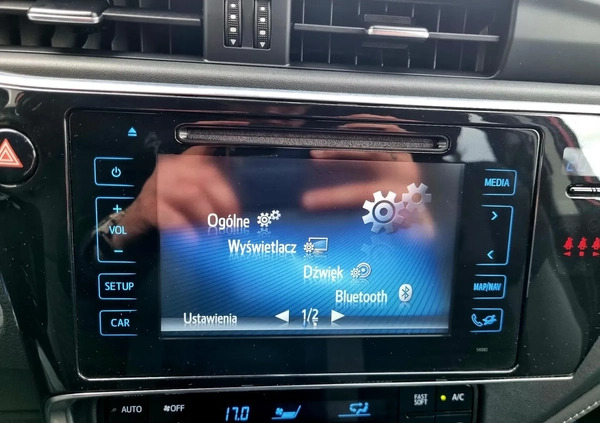 MEDIA
+
VOL
−
SETUP
CAR
Ogólne
Wyświetlacz
Dźwięk
Bluetooth
Ustawienia
1/2
MAP/NAV
AUTO
OFF
17.0
FAST
SOFT
A/C